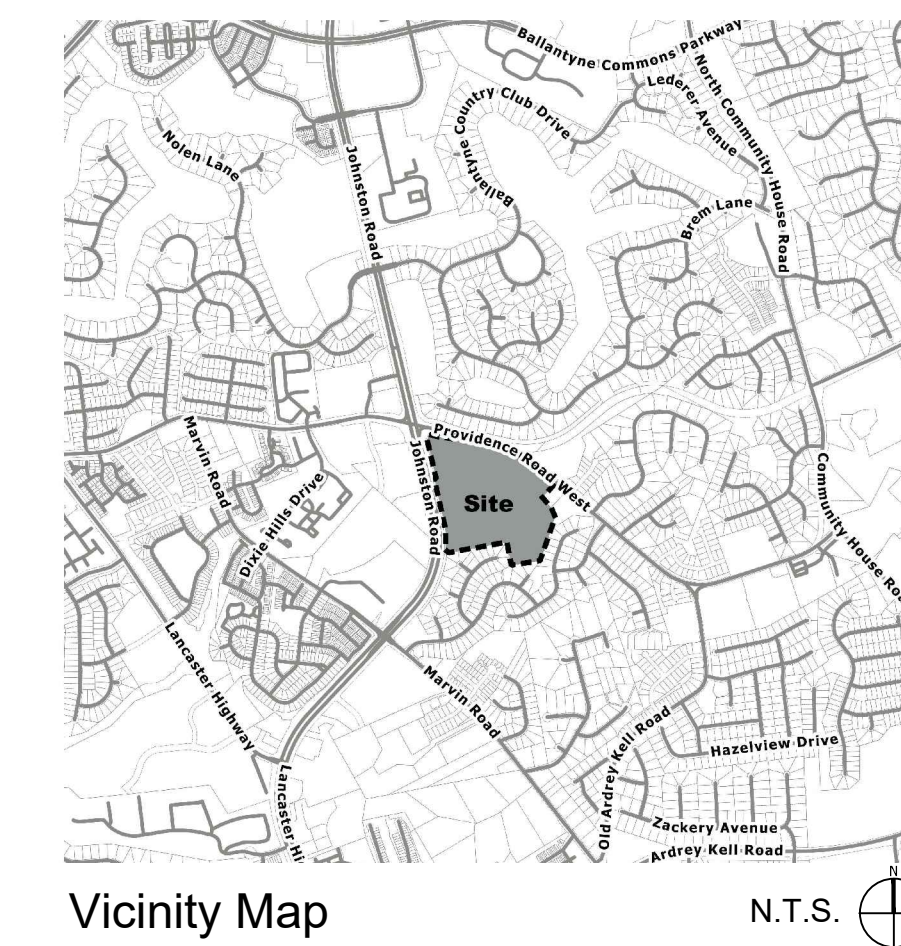 Ballantyne Commons Parkway
North Community House Road
Lederer Avenue
Ballantyne Country Club Drive
Nolen Lane
Johnston Road
Brem Lane
Providence Road West
Marvin Road
Johnston Road
Site
Dixie Hills Drive
Community House Roa
Lancaster Highway
Marvin Road
Old Ardrey Kell Road
Hazelview Drive
Lancaster Hi
Zackery Avenue
Ardrey Kell Road
Vicinity Map
N.T.S.
N